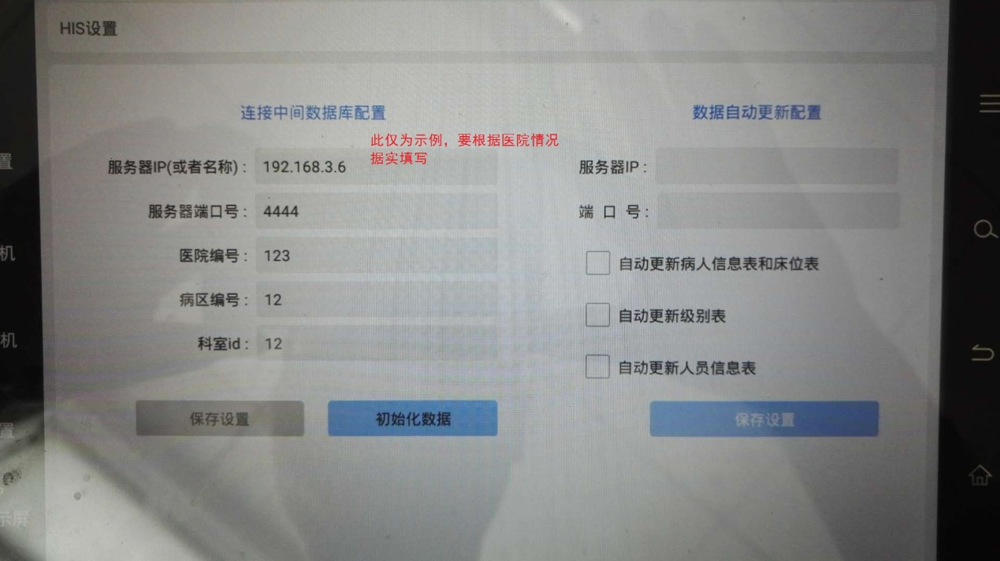 HIS设置
连接中间数据库配置
此仅为示例，要根据医院情况
据实填写
服务器IP(或者名称)：192.168.3.6
服务器端口号：4444
医院编号：123
病区编号：12
科室id：12
保存设置
初始化数据
数据自动更新配置
服务器IP：
端 口 号：
自动更新病人信息表和床位表
自动更新级别表
自动更新人员信息表
保存设置
置
机
机
置
示屏